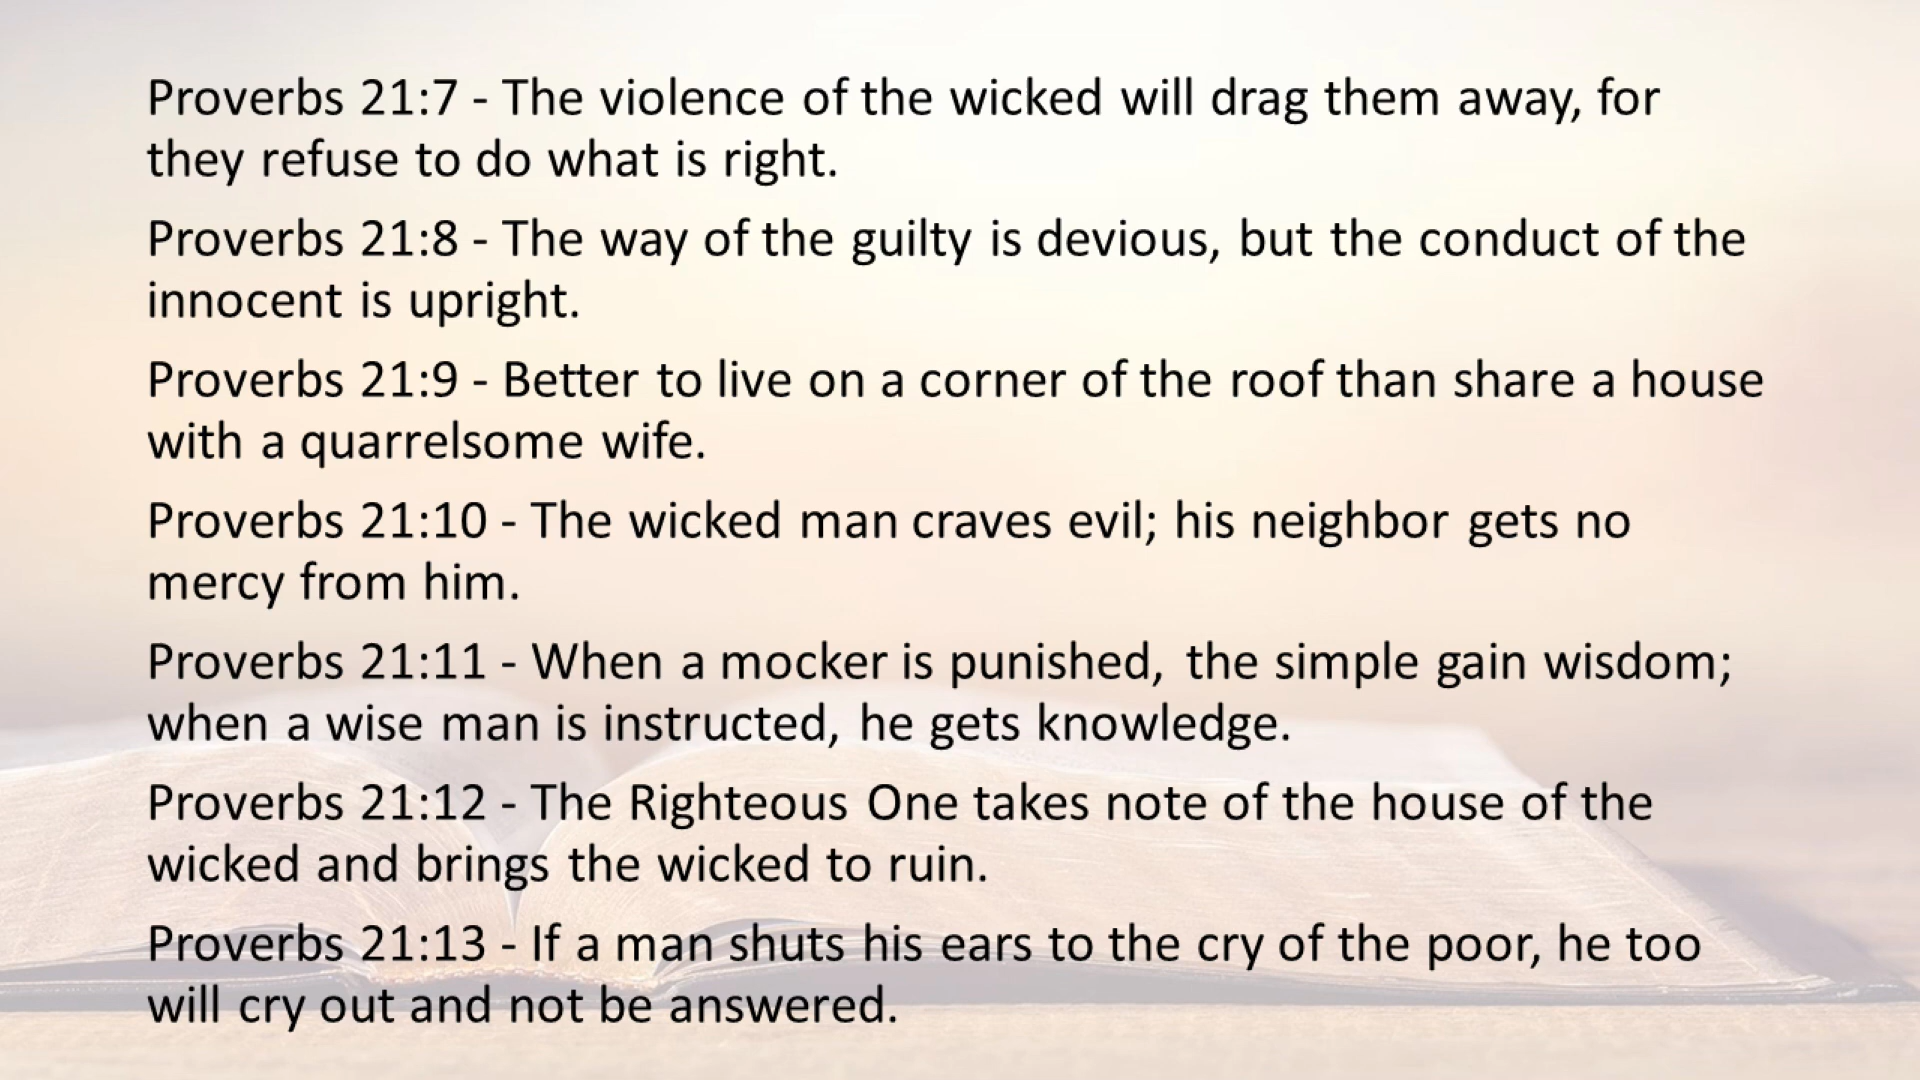 Proverbs 21:7 - The violence of the wicked will drag them away, for
they refuse to do what is right.
Proverbs 21:8 - The way of the guilty is devious, but the conduct of the
innocent is upright.
Proverbs 21:9 - Better to live on a corner of the roof than share a house
with a quarrelsome wife.
Proverbs 21:10 - The wicked man craves evil; his neighbor gets no
mercy from him.
Proverbs 21:11 - When a mocker is punished, the simple gain wisdom;
when a wise man is instructed, he gets knowledge.
Proverbs 21:12 - The Righteous One takes note of the house of the
wicked and brings the wicked to ruin.
Proverbs 21:13 - If a man shuts his ears to the cry of the poor, he too
will cry out and not be answered.